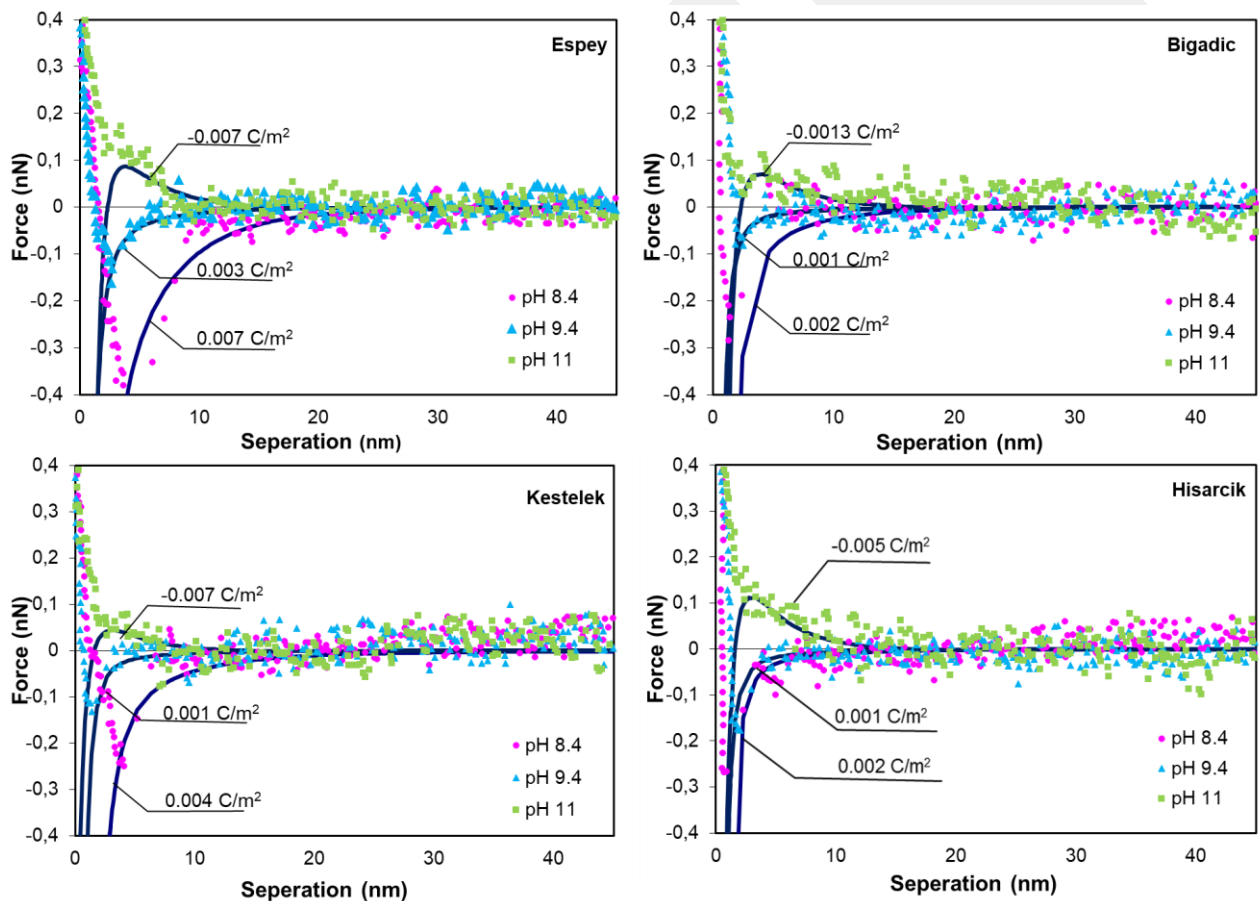 0,4
Espey
0,3
0,2
-0.007 C/m²
0,1
0
-0,1
0.003 C/m²
-0,2
pH 8.4
0.007 C/m²
-0,3
pH 9.4
pH 11
-0,4
Force (nN)
0 10 20 30 40
Seperation (nm)
0,4
Bigadic
0,3
0,2
-0.0013 C/m²
0,1
0
-0,1
0.001 C/m²
-0,2
pH 8.4
0.002 C/m²
-0,3
pH 9.4
pH 11
-0,4
Force (nN)
0 10 20 30 40
Seperation (nm)
0,4
Kestelek
0,3
0,2
-0.007 C/m²
0,1
0
-0,1
0.001 C/m²
-0,2
pH 8.4
-0,3
pH 9.4
0.004 C/m²
pH 11
-0,4
Force (nN)
0 10 20 30 40
Seperation (nm)
0,4
Hisarcik
0,3
-0.005 C/m²
0,2
0,1
0
-0,1
0.001 C/m²
-0,2
pH 8.4
0.002 C/m²
-0,3
pH 9.4
pH 11
-0,4
Force (nN)
0 10 20 30 40
Seperation (nm)